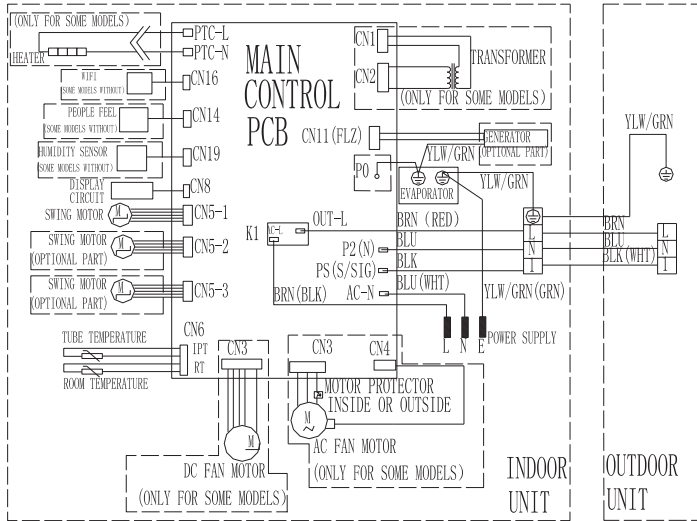 (ONLY FOR SOME MODELS)
HEATER
PTC-L
PTC-N
WIFI
(SOME MODELS WITHOUT)
CN16
PEOPLE FEEL
(SOME MODELS WITHOUT)
CN14
HUMIDITY SENSOR
(SOME MODELS WITHOUT)
CN19
DISPLAY
CIRCUIT
CN8
SWING MOTOR
M
CN5-1
SWING MOTOR
(OPTIONAL PART)
M
CN5-2
SWING MOTOR
(OPTIONAL PART)
M
CN5-3
TUBE TEMPERATURE
ROOM TEMPERATURE
CN6
IPT
RT
MAIN
CONTROL
PCB
CN1
CN2
TRANSFORMER
(ONLY FOR SOME MODELS)
CN11(FLZ)
GENERATOR
(OPTIONAL PART)
YLW/GRN
P0
EVAPORATOR
YLW/GRN
K1
AC-L
OUT-L
BRN (RED)
P2(N)
BLU
PS(S/SIG)
BLK
AC-N
BLU(WHT)
BRN(BLK)
YLW/GRN(GRN)
L
N
1
L N E
POWER SUPPLY
CN3
M
DC FAN MOTOR
(ONLY FOR SOME MODELS)
CN3
CN4
MOTOR PROTECTOR
INSIDE OR OUTSIDE
M
AC FAN MOTOR
(ONLY FOR SOME MODELS)
INDOOR
UNIT
YLW/GRN
BRN
BLU
BLK(WHT)
L
N
1
OUTDOOR
UNIT